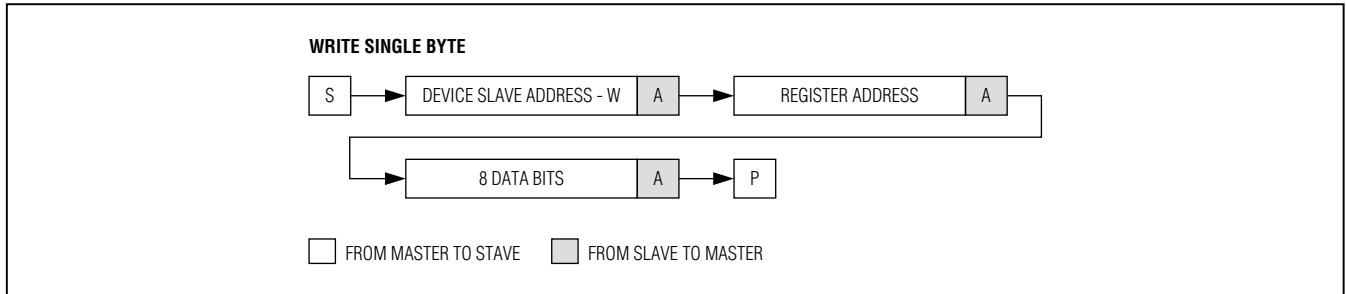 WRITE SINGLE BYTE
S DEVICE SLAVE ADDRESS - W A REGISTER ADDRESS A
8 DATA BITS A P
FROM MASTER TO STAVE FROM SLAVE TO MASTER